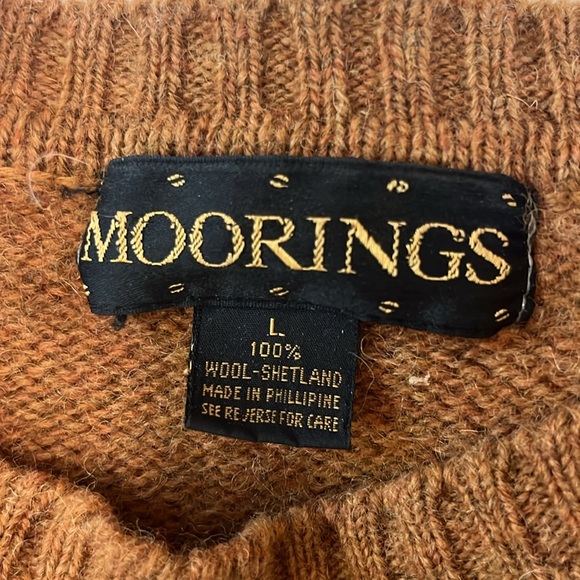 MOORINGS
L
100%
WOOL-SHETLAND
MADE IN PHILLIPINE
SEE REVERSE FOR CARE